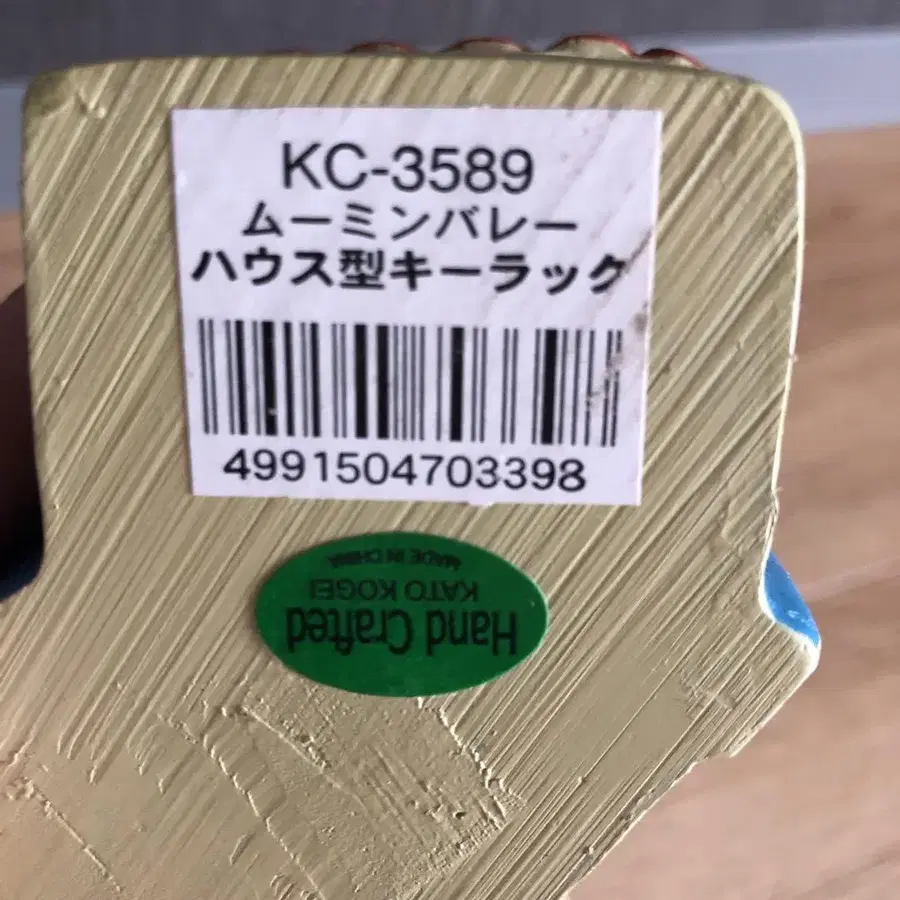 KC-3589
ムーミンバレー
ハウス型キーラック
4991504703398
Hand Crafted
KATO KOGEI
MADE IN CHINA